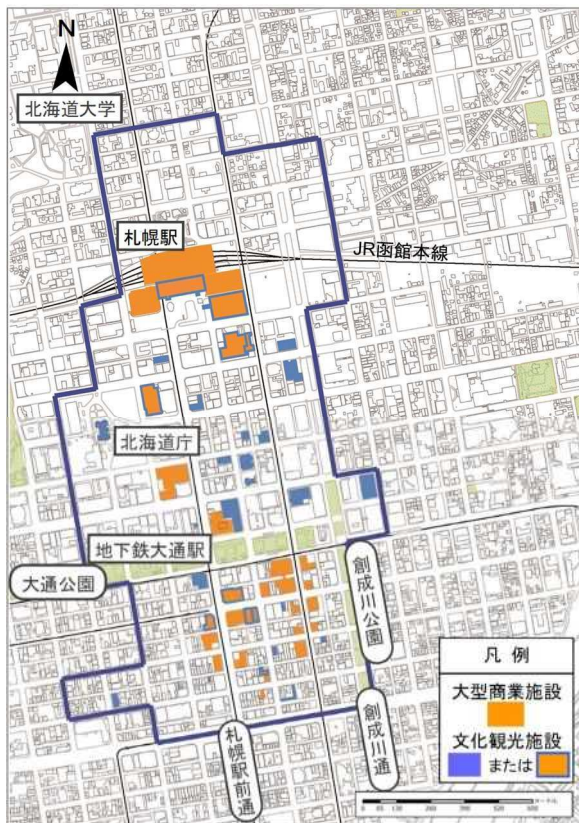 N
北海道大学
札幌駅
JR函館本線
北海道庁
地下鉄大通駅
大通公園
創成川公園
凡 例
大型商業施設
文化観光施設
または
札幌駅前通
創成川通